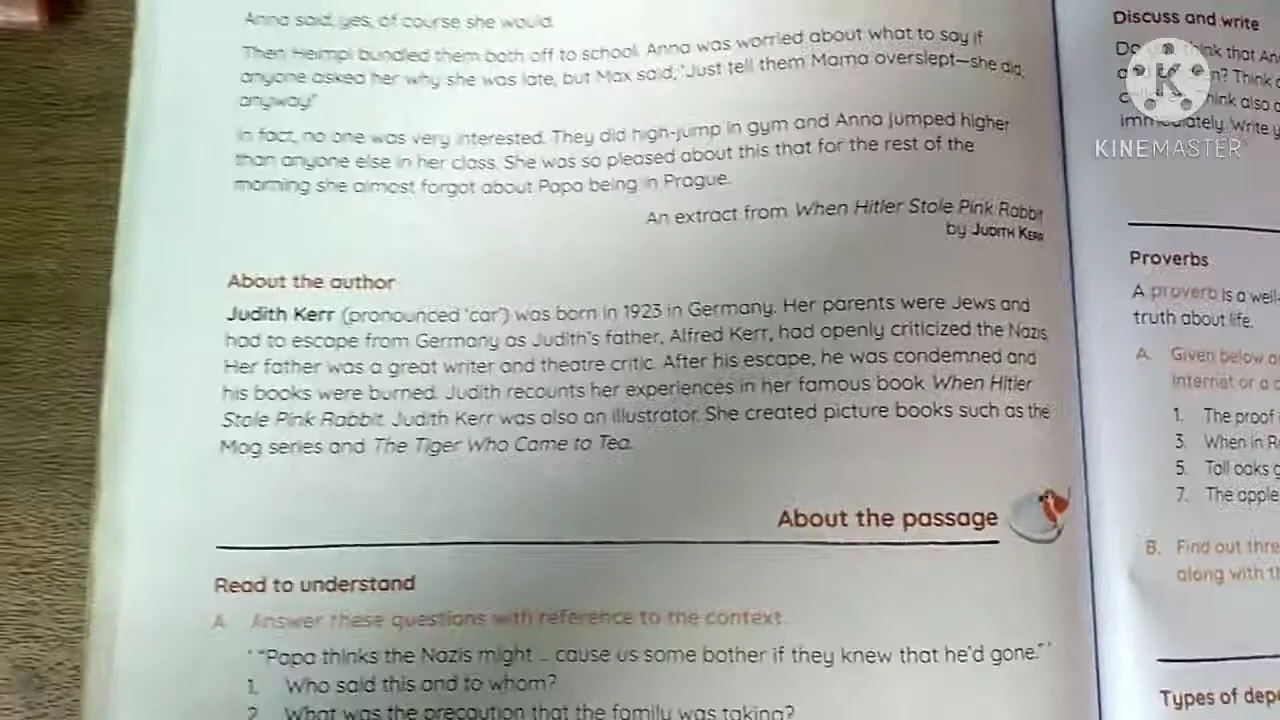 Anna said, yes, of course she would.
Then Heimpi bundled them both off to school. Anna was worried about what to say if
anyone asked her why she was late, but Max said, 'Just tell them Mama overslept—she did,
anyway!'
In fact, no one was very interested. They did high-jump in gym and Anna jumped higher
than anyone else in her class. She was so pleased about this that for the rest of the
morning she almost forgot about Papa being in Prague.
An extract from When Hitler Stole Pink Rabbit
by JUDITH KERR
About the author
Judith Kerr (pronounced 'car') was born in 1923 in Germany. Her parents were Jews and
had to escape from Germany as Judith's father, Alfred Kerr, had openly criticized the Nazis.
Her father was a great writer and theatre critic. After his escape, he was condemned and
his books were burned. Judith recounts her experiences in her famous book When Hitler
Stole Pink Rabbit. Judith Kerr was also an illustrator. She created picture books such as the
Mog series and The Tiger Who Came to Tea.
About the passage
Read to understand
A. Answer these questions with reference to the context.
' "Papa thinks the Nazis might ... cause us some bother if they knew that he'd gone." '
1. Who said this and to whom?
2. What was the precaution that the family was taking?
Discuss and write
think that
n? Think
think also
Write
K
KINEMASTER
Proverbs
A proverb is a well
truth about life.
A. Given below a
internet or a
1. The proof
3. When in R
5. Tall oaks g
7. The apple
B. Find out thre
along with th
Types of dep